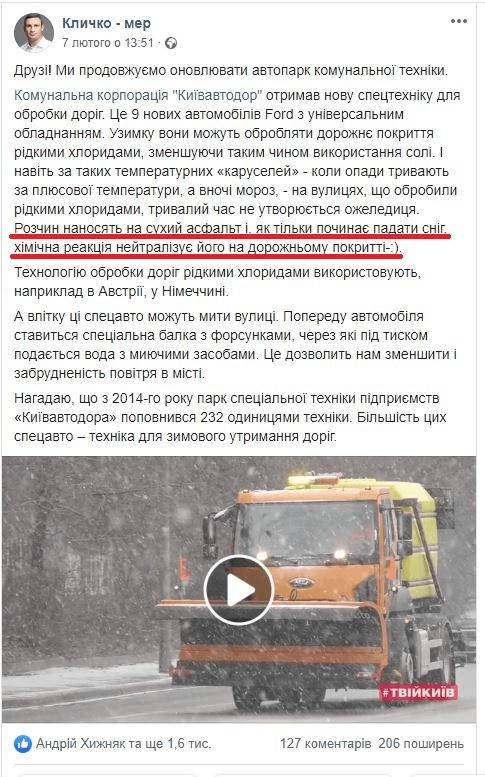 Кличко - мер
7 лютого о 13:51 ·
Друзі! Ми продовжуємо оновлювати автопарк комунальної техніки.
Комунальна корпорація "Київавтодор" отримав нову спецтехніку для
обробки доріг. Це 9 нових автомобілів Ford з універсальним
обладнанням. Узимку вони можуть обробляти дорожнє покриття
рідкими хлоридами, зменшуючи таким чином використання солі. І
навіть за таких температурних «каруселей» - коли опади тривають
за плюсової температури, а вночі мороз, - на вулицях, що обробили
рідкими хлоридами, тривалий час не утворюється ожеледиця.
Розчин наносять на сухий асфальт і, як тільки починає падати сніг,
хімічна реакція нейтралізує його на дорожньому покритті-:).
Технологію обробки доріг рідкими хлоридами використовують,
наприклад в Австрії, у Німеччині.
А влітку ці спецавто можуть мити вулиці. Попереду автомобіля
ставиться спеціальна балка з форсунками, через які під тиском
подається вода з миючими засобами. Це дозволить нам зменшити і
забрудненість повітря в місті.
Нагадаю, що з 2014-го року парк спеціальної техніки підприємств
«Київавтодора» поповнився 232 одиницями техніки. Більшість цих
спецавто – техніка для зимового утримання доріг.
Ford
#ТВІЙКИЇВ
Андрій Хижняк та ще 1,6 тис.
127 коментарів 206 поширень